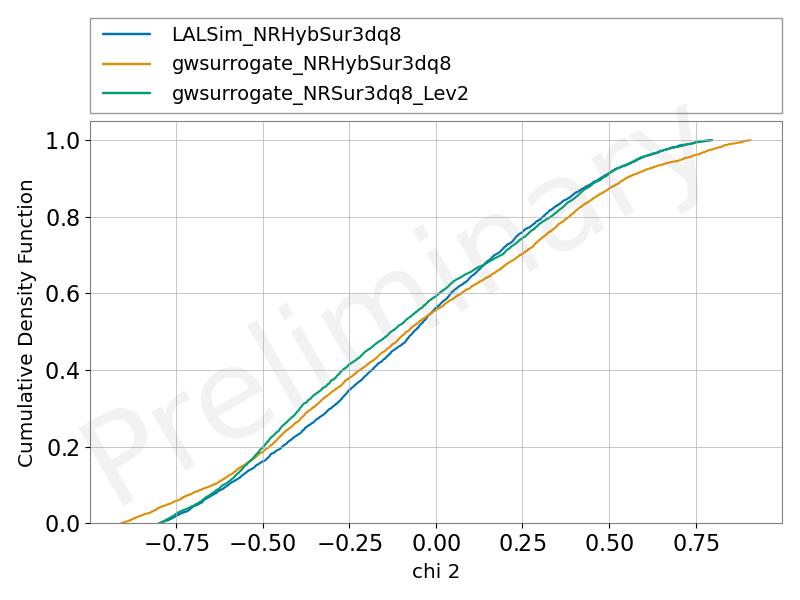 LALSim_NRHybSur3dq8
gwsurrogate_NRHybSur3dq8
gwsurrogate_NRSur3dq8_Lev2
Preliminary
Cumulative Density Function
1.0
0.8
0.6
0.4
0.2
0.0
−0.75 −0.50 −0.25 0.00 0.25 0.50 0.75
chi 2